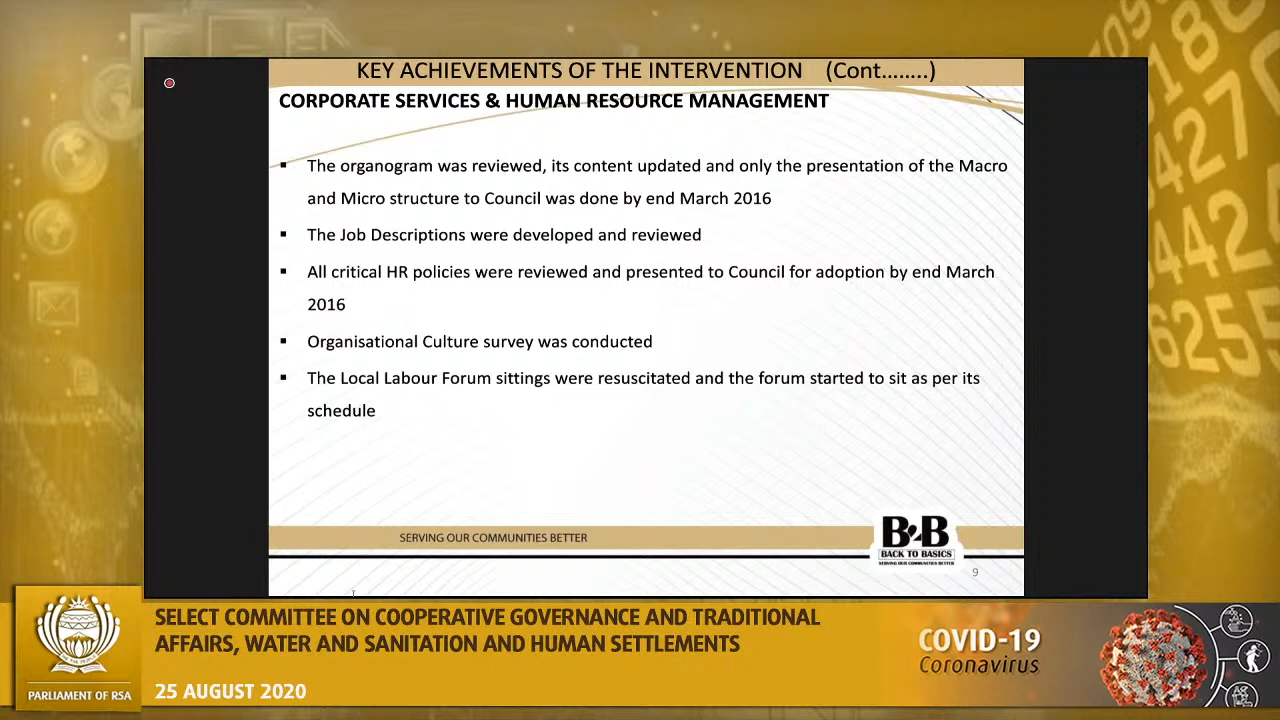 KEY ACHIEVEMENTS OF THE INTERVENTION (Cont……..)
CORPORATE SERVICES & HUMAN RESOURCE MANAGEMENT
▪ The organogram was reviewed, its content updated and only the presentation of the Macro
and Micro structure to Council was done by end March 2016
▪ The Job Descriptions were developed and reviewed
▪ All critical HR policies were reviewed and presented to Council for adoption by end March
2016
▪ Organisational Culture survey was conducted
▪ The Local Labour Forum sittings were resuscitated and the forum started to sit as per its
schedule
SERVING OUR COMMUNITIES BETTER
B2B
BACK TO BASICS
SERVING OUR COMMUNITIES BETTER
9
SELECT COMMITTEE ON COOPERATIVE GOVERNANCE AND TRADITIONAL
AFFAIRS, WATER AND SANITATION AND HUMAN SETTLEMENTS
25 AUGUST 2020
PARLIAMENT OF RSA
COVID-19
Coronavirus